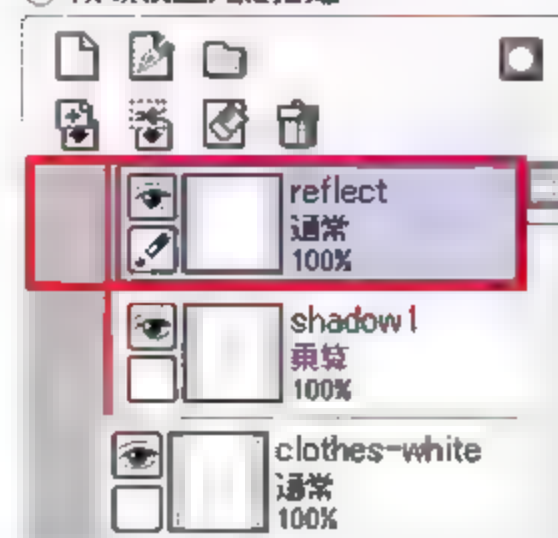 reflect
通常
100%
shadow1
乗算
100%
clothes-white
通常
100%